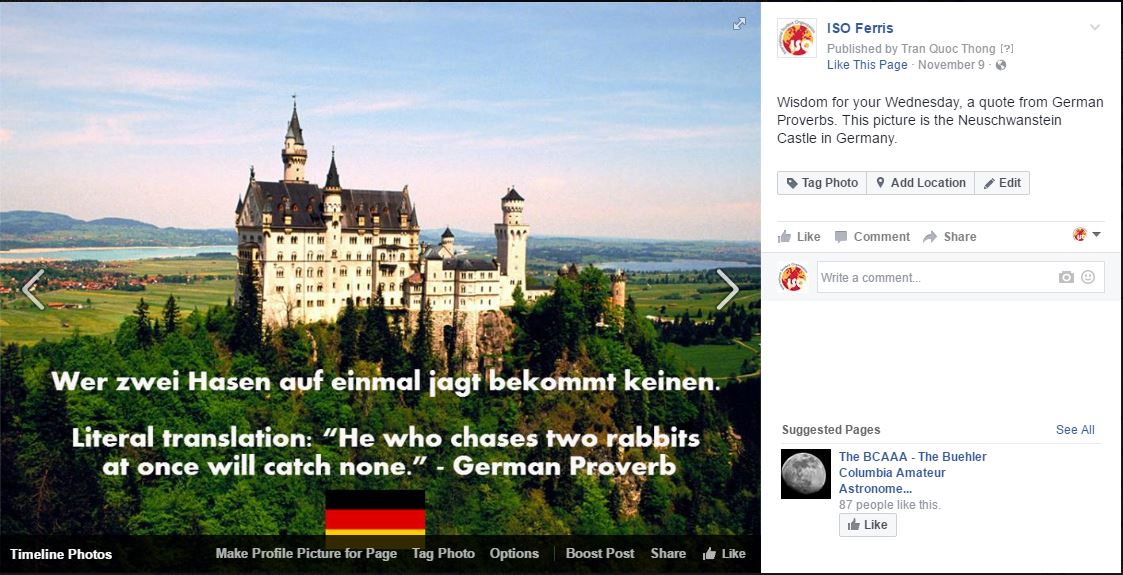 Wer zwei Hasen auf einmal jagt bekommt keinen.
Literal translation: “He who chases two rabbits
at once will catch none.” - German Proverb
Timeline Photos
Make Profile Picture for Page Tag Photo Options Boost Post Share Like
ISO Ferris
Published by Tran Quoc Thong [?]
Like This Page · November 9 ·
Wisdom for your Wednesday, a quote from German
Proverbs. This picture is the Neuschwanstein
Castle in Germany.
Tag Photo Add Location Edit
Like Comment Share
Write a comment...
Suggested Pages See All
The BCAAA - The Buehler
Columbia Amateur
Astronome...
87 people like this.
Like